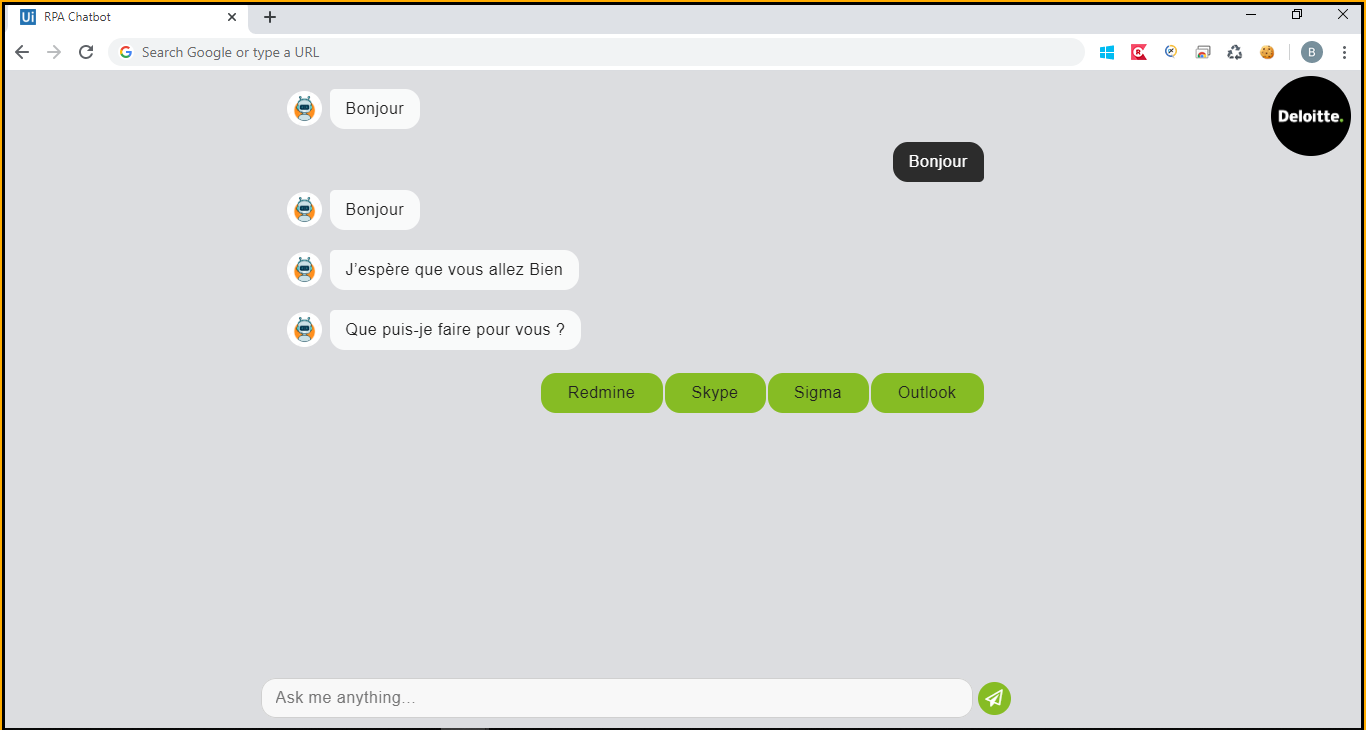 Ui RPA Chatbot
Search Google or type a URL
B
Bonjour
Deloitte.
Bonjour
Bonjour
J’espère que vous allez Bien
Que puis-je faire pour vous ?
Redmine Skype Sigma Outlook
Ask me anything...